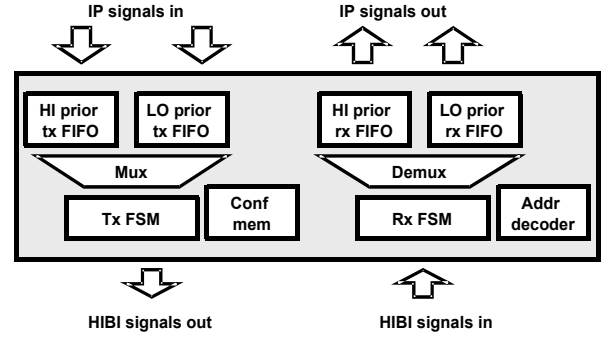 IP signals in
IP signals out
HI prior
tx FIFO
LO prior
tx FIFO
HI prior
rx FIFO
LO prior
rx FIFO
Mux
Demux
Tx FSM
Conf
mem
Rx FSM
Addr
decoder
HIBI signals out
HIBI signals in